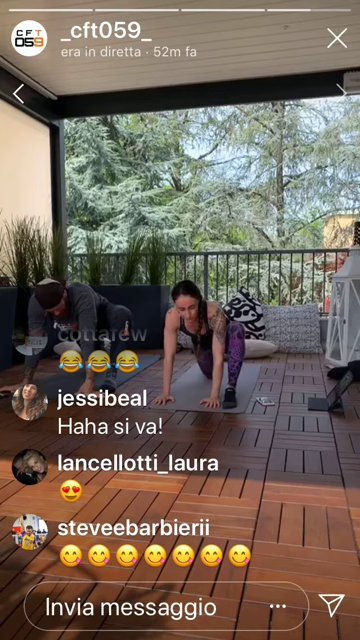 CFT
059
_cft059_
era in diretta · 52m fa
cottarew
😂😂😂
jessibeal
Haha si va!
lancellotti_laura
😍
steveebarbierii
😋😋😋😋😋😋😋
Invia messaggio